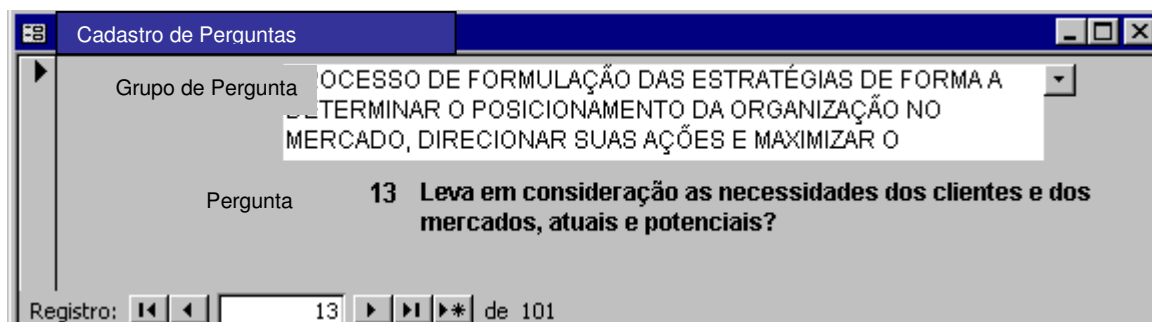 Cadastro de Perguntas
Grupo de Pergunta ROCESSO DE FORMULAÇÃO DAS ESTRATÉGIAS DE FORMA A
DETERMINAR O POSICIONAMENTO DA ORGANIZAÇÃO NO
MERCADO, DIRECIONAR SUAS AÇÕES E MAXIMIZAR O
Pergunta 13 Leva em consideração as necessidades dos clientes e dos
mercados, atuais e potenciais?
Registro: 13 de 101